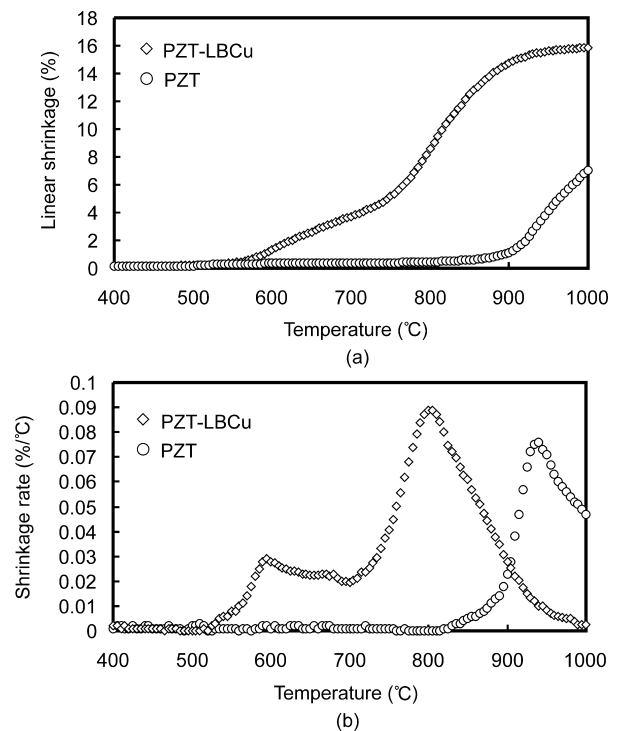 18
16
14
12
10
8
6
4
2
0
Linear shrinkage (%)
PZT-LBCu
PZT
400 500 600 700 800 900 1000
Temperature (℃)
(a)
0.1
0.09
0.08
0.07
0.06
0.05
0.04
0.03
0.02
0.01
0
Shrinkage rate (%/℃)
PZT-LBCu
PZT
400 500 600 700 800 900 1000
Temperature (℃)
(b)